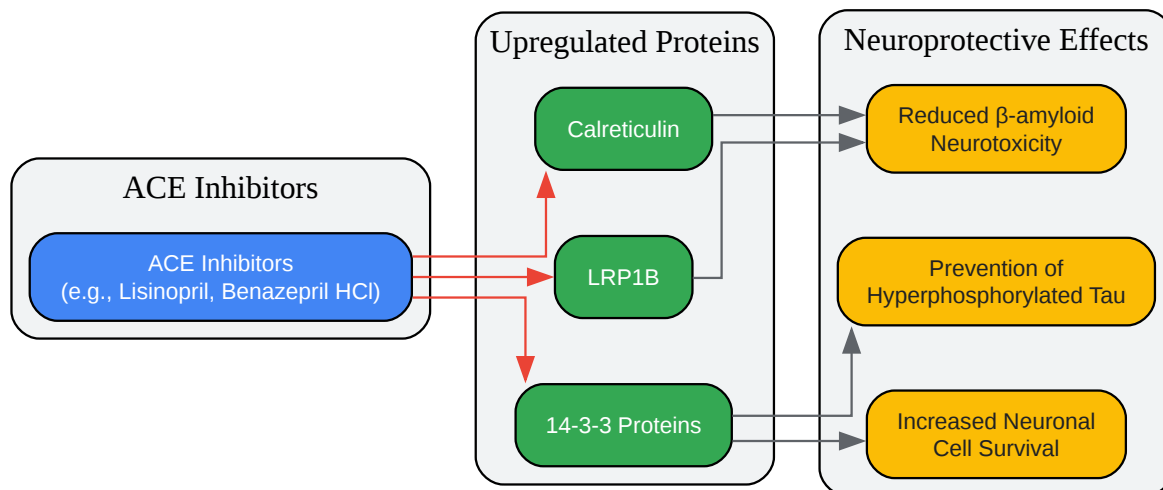 ACE Inhibitors
ACE Inhibitors
(e.g., Lisinopril, Benazepril HCl)
Upregulated Proteins
Calreticulin
LRP1B
14-3-3 Proteins
Neuroprotective Effects
Reduced β-amyloid
Neurotoxicity
Prevention of
Hyperphosphorylated Tau
Increased Neuronal
Cell Survival